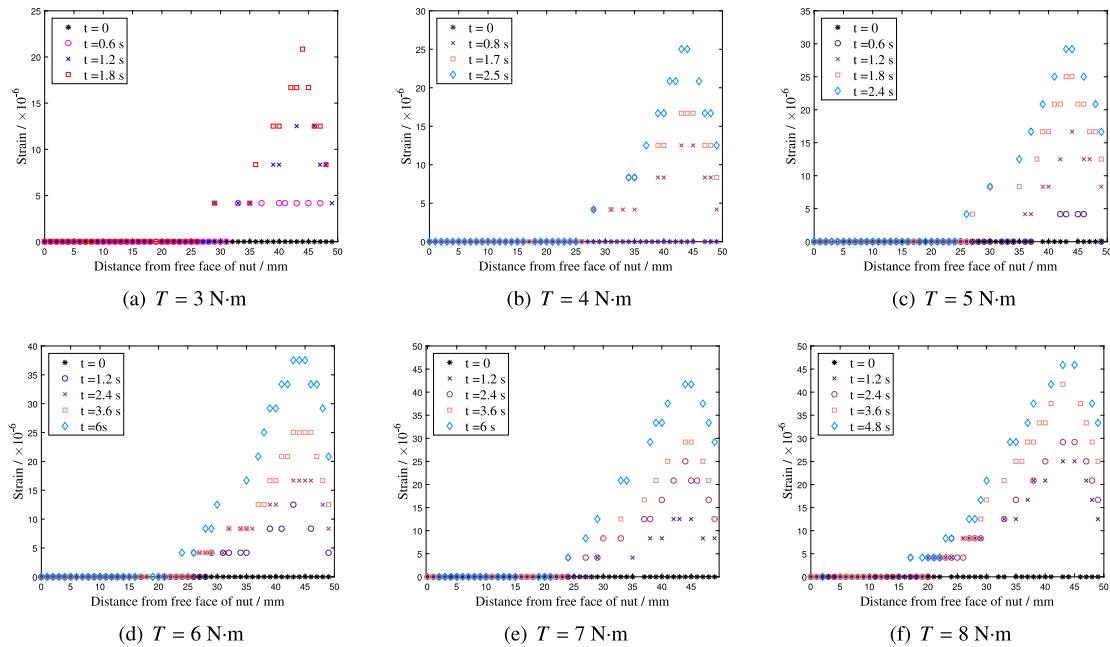 t = 0
t =0.6 s
t =1.2 s
t =1.8 s
25
20
15
10
5
0
Strain / ×10⁻⁶
0 5 10 15 20 25 30 35 40 45 50
Distance from free face of nut / mm
(a) T = 3 N·m
t = 0
t =0.8 s
t =1.7 s
t =2.5 s
30
25
20
15
10
5
0
Strain / ×10⁻⁶
0 5 10 15 20 25 30 35 40 45 50
Distance from free face of nut / mm
(b) T = 4 N·m
t = 0
t =0.6 s
t =1.2 s
t =1.8 s
t =2.4 s
35
30
25
20
15
10
5
0
Strain / ×10⁻⁶
0 5 10 15 20 25 30 35 40 45 50
Distance from free face of nut / mm
(c) T = 5 N·m
t = 0
t =1.2 s
t =2.4 s
t =3.6 s
t =6s
40
35
30
25
20
15
10
5
0
Strain / ×10⁻⁶
0 5 10 15 20 25 30 35 40 45 50
Distance from free face of nut / mm
(d) T = 6 N·m
t = 0
t =1.2 s
t =2.4 s
t =3.6 s
t =6 s
50
45
40
35
30
25
20
15
10
5
0
Strain / ×10⁻⁶
0 5 10 15 20 25 30 35 40 45 50
Distance from free face of nut / mm
(e) T = 7 N·m
t = 0
t =1.2 s
t =2.4 s
t =3.6 s
t =4.8 s
50
45
40
35
30
25
20
15
10
5
0
Strain / ×10⁻⁶
0 5 10 15 20 25 30 35 40 45 50
Distance from free face of nut / mm
(f) T = 8 N·m